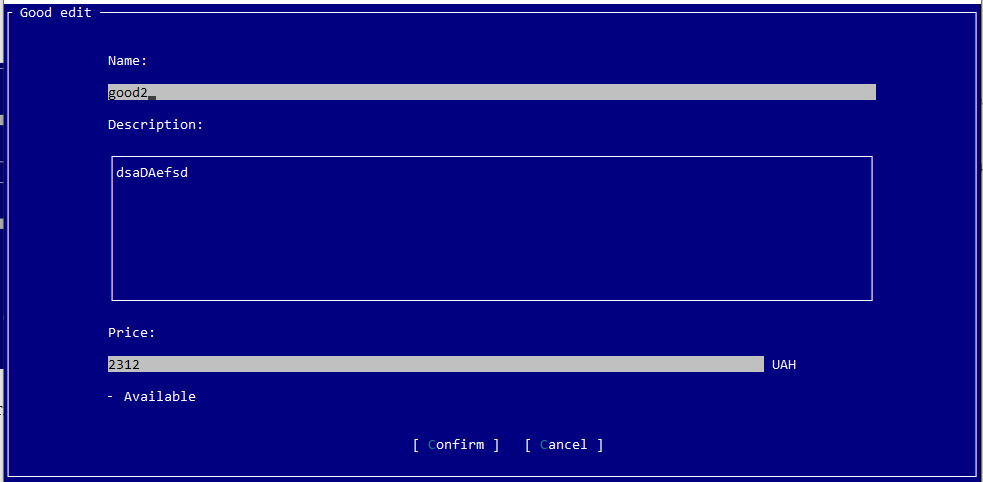 Good edit
Name:
good2
Description:
dsaDAefsd
Price:
2312 UAH
- Available
[ Confirm ] [ Cancel ]